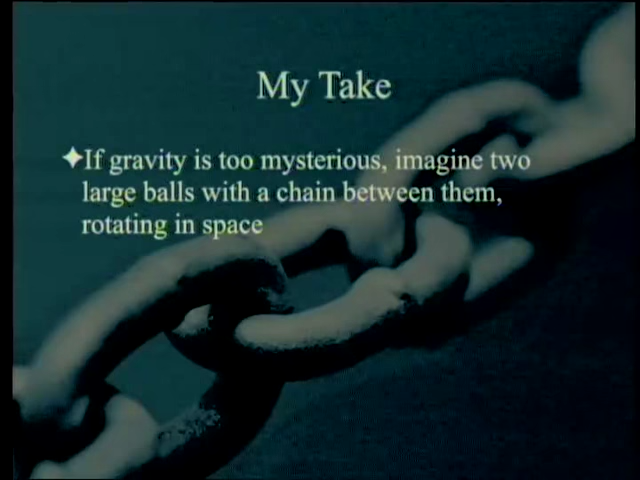 My Take
✦If gravity is too mysterious, imagine two
large balls with a chain between them,
rotating in space